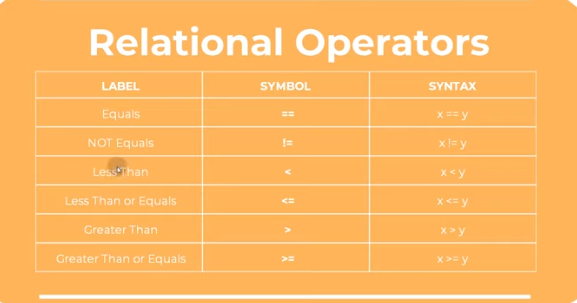 Relational Operators
LABEL SYMBOL SYNTAX
Equals == x == y
NOT Equals != x != y
Less Than < x < y
Less Than or Equals <= x <= y
Greater Than > x > y
Greater Than or Equals >= x >= y